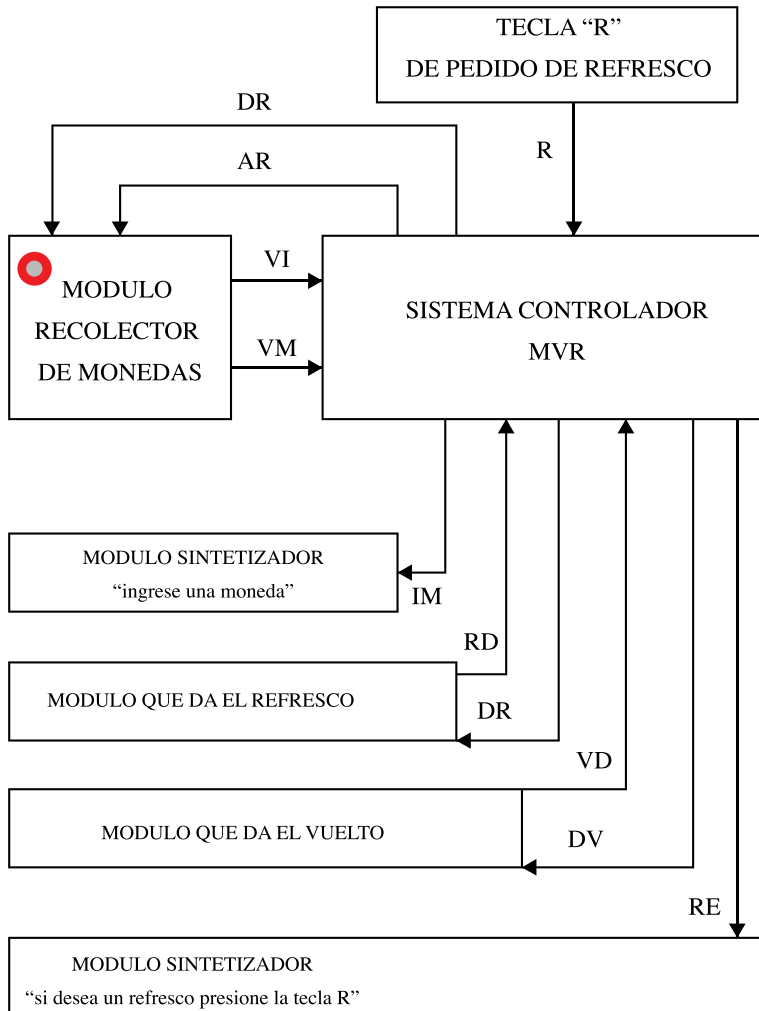 TECLA “R”
DE PEDIDO DE REFRESCO
DR
R
AR
VI
MODULO
RECOLECTOR
DE MONEDAS
VM
SISTEMA CONTROLADOR
MVR
MODULO SINTETIZADOR
“ingrese una moneda”
IM
RD
MODULO QUE DA EL REFRESCO
DR
VD
MODULO QUE DA EL VUELTO
DV
RE
MODULO SINTETIZADOR
“si desea un refresco presione la tecla R”